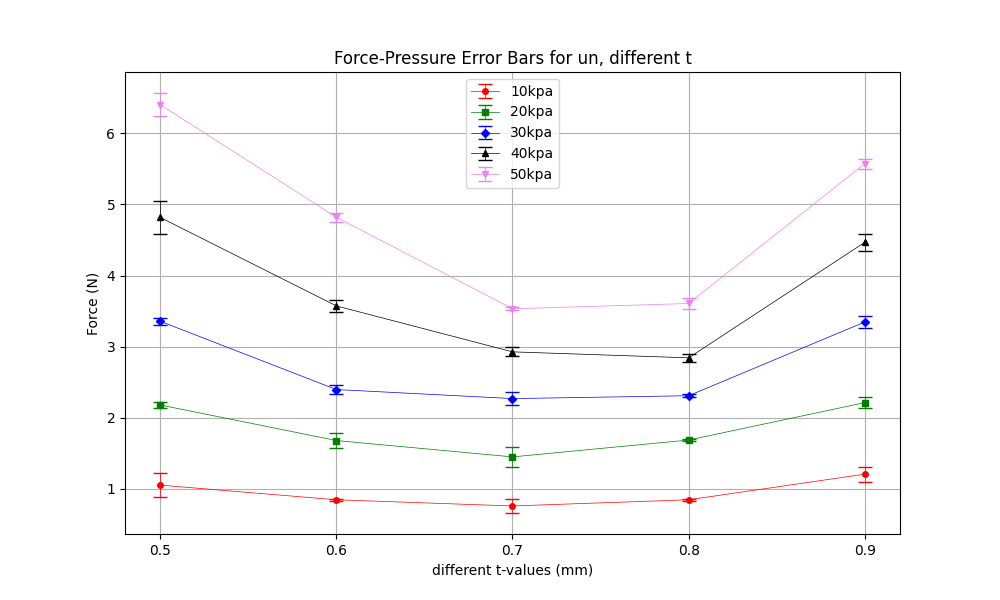 Force-Pressure Error Bars for un, different t
10kpa
20kpa
30kpa
40kpa
50kpa
Force (N)
6
5
4
3
2
1
0.5 0.6 0.7 0.8 0.9
different t-values (mm)